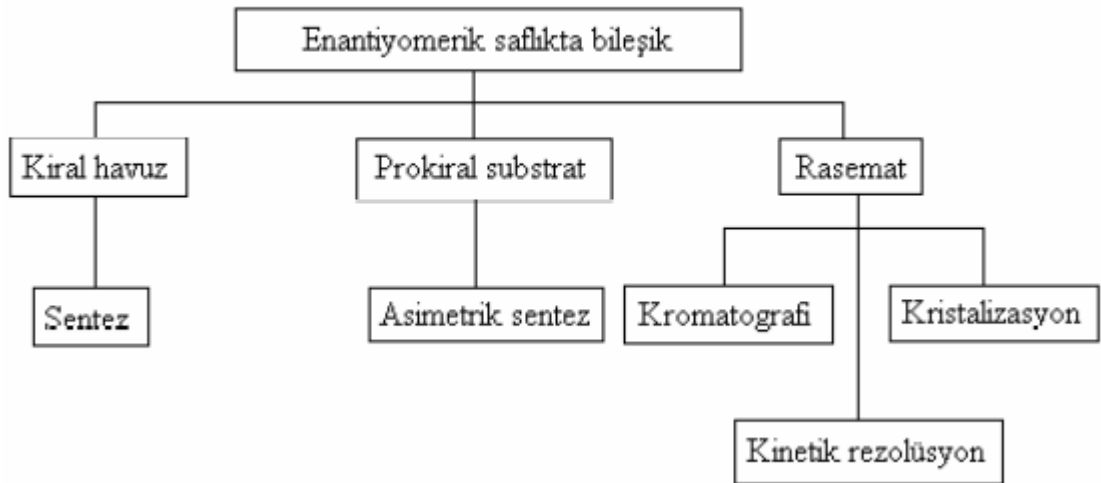 Enantiyomerik saflıkta bileşik
Kiral havuz
Prokiral substrat
Rasemat
Sentez
Asimetrik sentez
Kromatografi
Kristalizasyon
Kinetik rezolüsyon